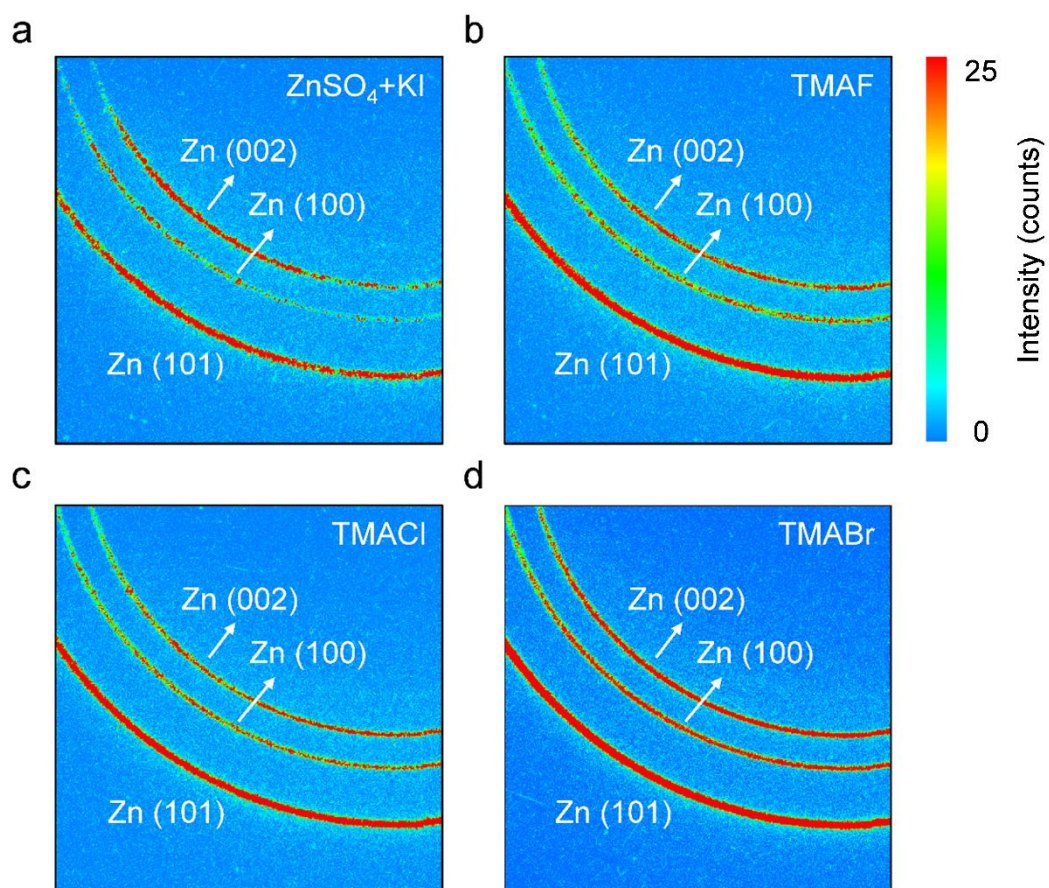 a
ZnSO₄+KI
Zn (002)
Zn (100)
Zn (101)
b
TMAF
Zn (002)
Zn (100)
Zn (101)
25
0
Intensity (counts)
c
TMACl
Zn (002)
Zn (100)
Zn (101)
d
TMABr
Zn (002)
Zn (100)
Zn (101)